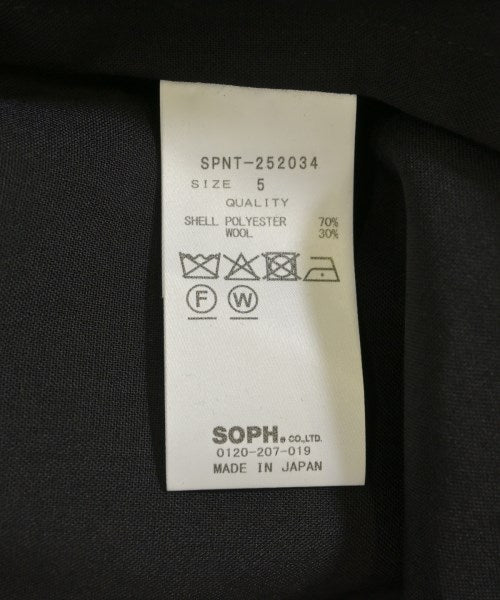 SPNT-252034
SIZE 5
QUALITY
SHELL POLYESTER 70%
WOOL 30%
F W
SOPH. CO.,LTD.
0120-207-019
MADE IN JAPAN